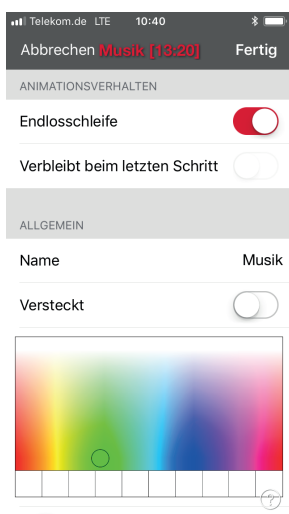 Telekom.de LTE 10:40
Abbrechen Musik [13:20] Fertig
ANIMATIONSVERHALTEN
Endlosschleife
Verbleibt beim letzten Schritt
ALLGEMEIN
Name Musik
Versteckt
?